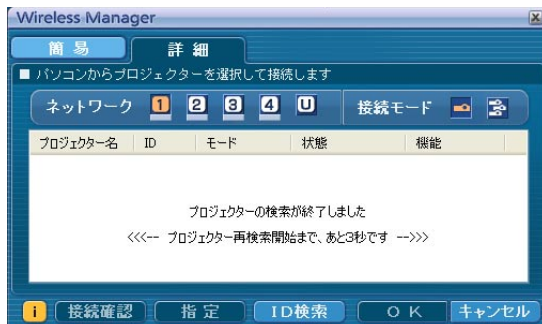 Wireless Manager
簡易 詳細
■ パソコンからプロジェクターを選択して接続します
ネットワーク 1 2 3 4 U 接続モード
プロジェクター名 ID モード 状態 機能
プロジェクターの検索が終了しました
<<<-- プロジェクター再検索開始まで、あと3秒です -->>>
i 接続確認 指定 ID検索 OK キャンセル